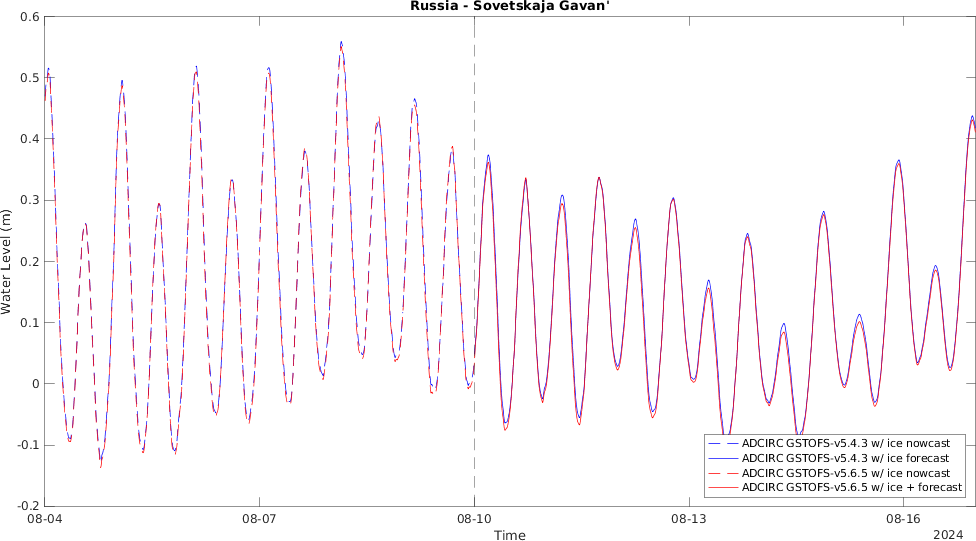 Russia - Sovetskaja Gavan'
0.6
0.5
0.4
0.3
0.2
0.1
0
-0.1
-0.2
Water Level (m)
ADCIRC GSTOFS-v5.4.3 w/ ice nowcast
ADCIRC GSTOFS-v5.4.3 w/ ice forecast
ADCIRC GSTOFS-v5.6.5 w/ ice nowcast
ADCIRC GSTOFS-v5.6.5 w/ ice + forecast
08-04 08-07 08-10 08-13 08-16
Time
2024